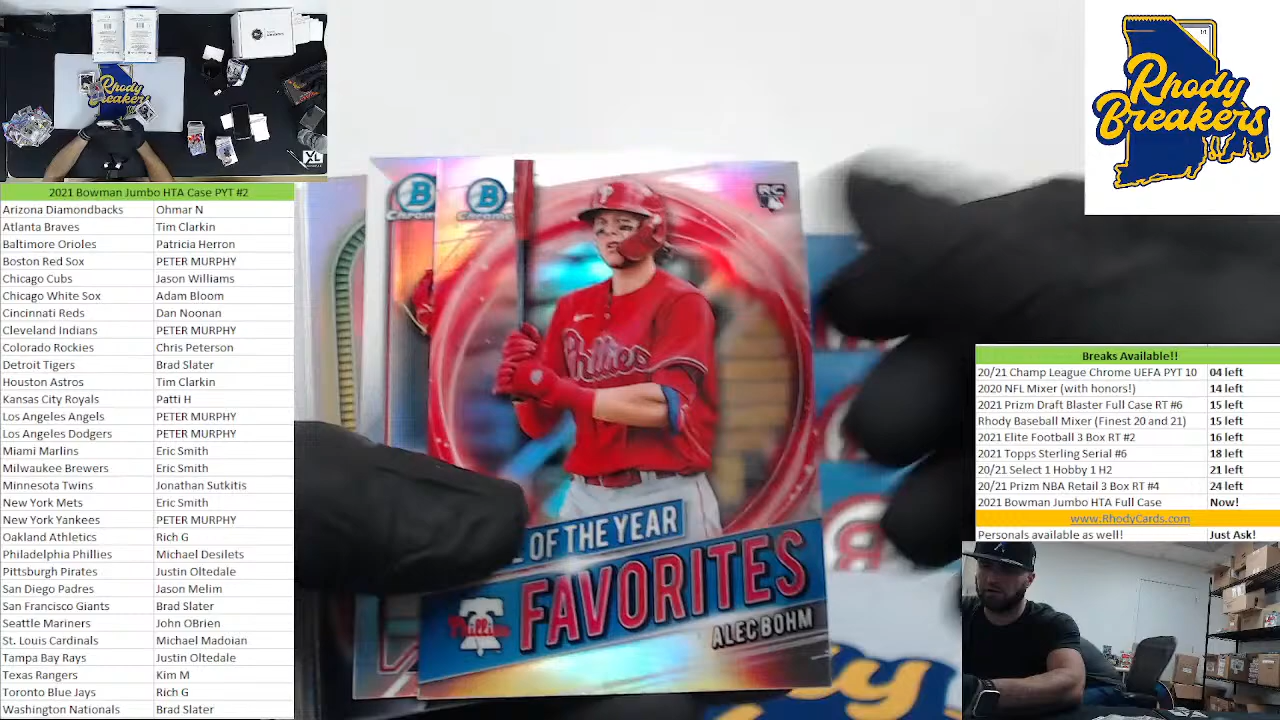 2021 Bowman Jumbo HTA Case PYT #2
Arizona Diamondbacks Ohmar N
Atlanta Braves Tim Clarkin
Baltimore Orioles Patricia Herron
Boston Red Sox PETER MURPHY
Chicago Cubs Jason Williams
Chicago White Sox Adam Bloom
Cincinnati Reds Dan Noonan
Cleveland Indians PETER MURPHY
Colorado Rockies Chris Peterson
Detroit Tigers Brad Slater
Houston Astros Tim Clarkin
Kansas City Royals Patti H
Los Angeles Angels PETER MURPHY
Los Angeles Dodgers PETER MURPHY
Miami Marlins Eric Smith
Milwaukee Brewers Eric Smith
Minnesota Twins Jonathan Sutkitis
New York Mets Eric Smith
New York Yankees PETER MURPHY
Oakland Athletics Rich G
Philadelphia Phillies Michael Desilets
Pittsburgh Pirates Justin Oltedale
San Diego Padres Jason Melim
San Francisco Giants Brad Slater
Seattle Mariners John OBrien
St. Louis Cardinals Michael Madoian
Tampa Bay Rays Justin Oltedale
Texas Rangers Kim M
Toronto Blue Jays Rich G
Washington Nationals Brad Slater
Rhody
Breakers
XL
B
Chrom
B
Chrome
RC
Phillies
OF THE YEAR
FAVORITES
Phillies
ALEC BOHM
Rhody
Breakers
Breaks Available!!
20/21 Champ League Chrome UEFA PYT 10 04 left
2020 NFL Mixer (with honors!) 14 left
2021 Prizm Draft Blaster Full Case RT #6 15 left
Rhody Baseball Mixer (Finest 20 and 21) 15 left
2021 Elite Football 3 Box RT #2 16 left
2021 Topps Sterling Serial #6 18 left
20/21 Select 1 Hobby 1 H2 21 left
20/21 Prizm NBA Retail 3 Box RT #4 24 left
2021 Bowman Jumbo HTA Full Case Now!
www.RhodyCards.com
Personals available as well! Just Ask!